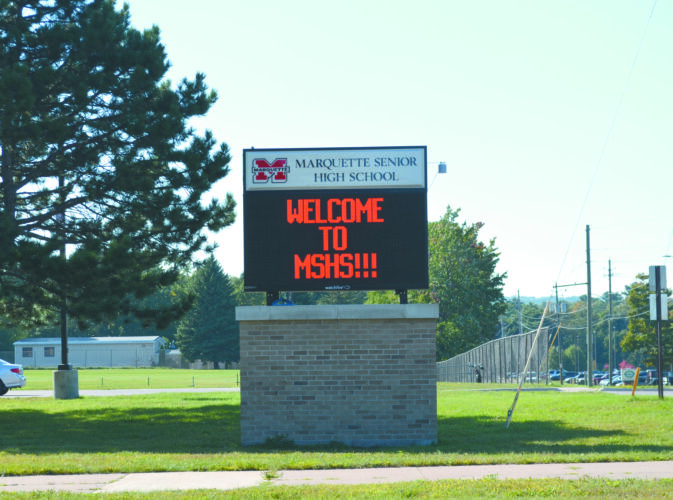 MARQUETTE
MARQUETTE SENIOR
HIGH SCHOOL
WELCOME
TO
MSHS!!!